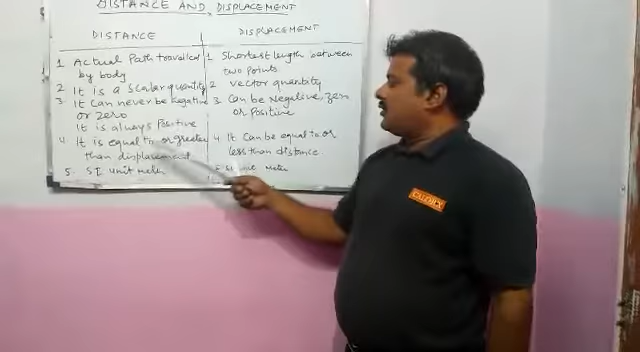 DISTANCE AND DISPLACEMENT
DISTANCE
1 Actual Path travelled
by body
2 It is a scalar quantity
3 It can never be negative
or zero
It is always Positive
4. It is equal to or greater
than displacement
5. S.I unit meter
DISPLACEMENT
1 Shortest length between
two points
2 vector quantity
3 Can be Negative, zero
or Positive
4 It can be equal to or
less than distance
meter